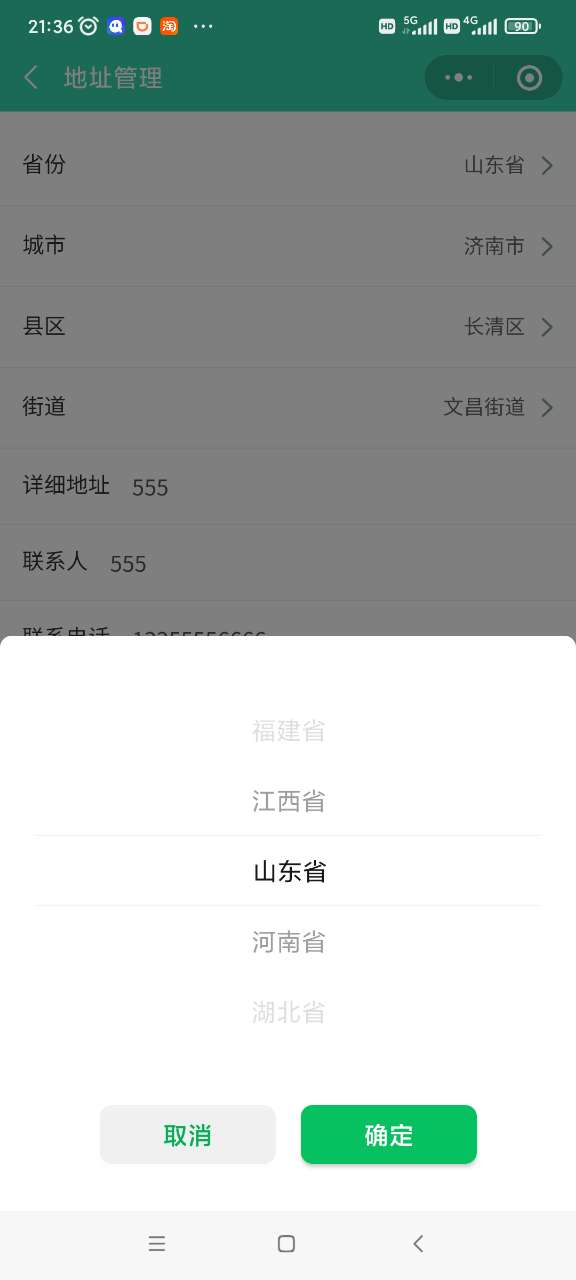 21:36
淘
HD 5G HD 4G 90
地址管理
省份 山东省
城市 济南市
县区 长清区
街道 文昌街道
详细地址 555
联系人 555
联系电话
福建省
江西省
山东省
河南省
湖北省
取消 确定